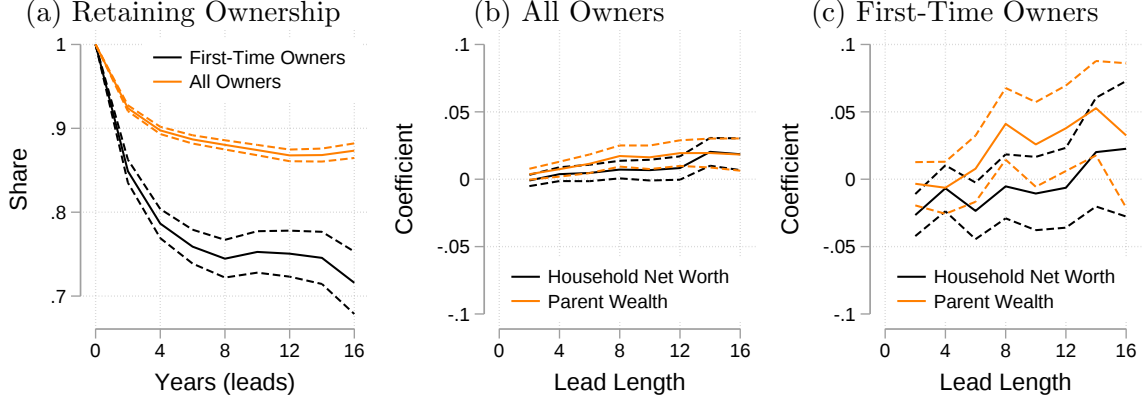 (a) Retaining Ownership
1
.9
.8
.7
Share
First-Time Owners
All Owners
0 4 8 12 16
Years (leads)
(b) All Owners
.1
.05
0
-.05
-.1
Coefficient
Household Net Worth
Parent Wealth
0 4 8 12 16
Lead Length
(c) First-Time Owners
.1
.05
0
-.05
-.1
Coefficient
Household Net Worth
Parent Wealth
0 4 8 12 16
Lead Length